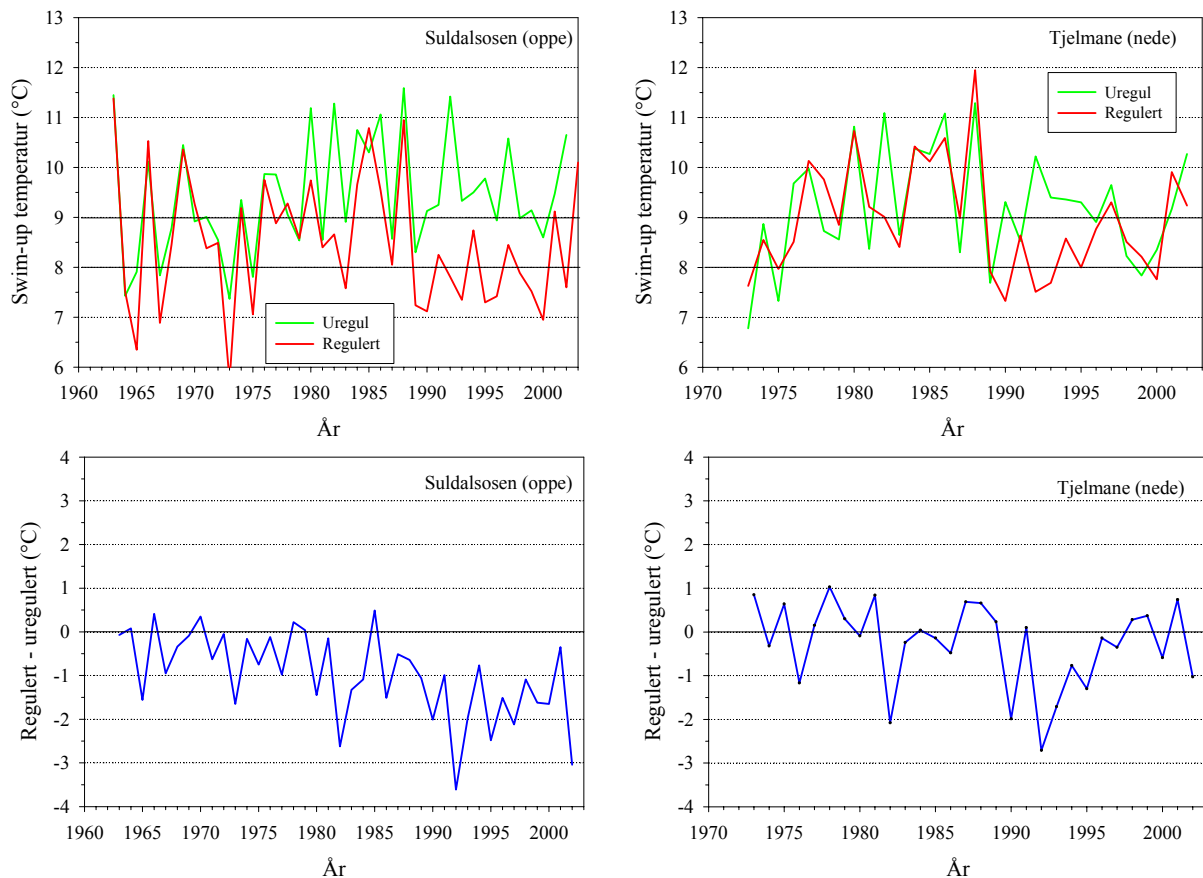 Suldalsosen (oppe)
Swim-up temperatur (°C)
13
12
11
10
9
8
7
6
Uregul
Regulert
1960 1965 1970 1975 1980 1985 1990 1995 2000
År
Tjelmane (nede)
Swim-up temperatur (°C)
13
12
11
10
9
8
7
6
Uregul
Regulert
1970 1975 1980 1985 1990 1995 2000
År
Suldalsosen (oppe)
Regulert - uregulert (°C)
4
3
2
1
0
-1
-2
-3
-4
1960 1965 1970 1975 1980 1985 1990 1995 2000
År
Tjelmane (nede)
Regulert - uregulert (°C)
4
3
2
1
0
-1
-2
-3
-4
1970 1975 1980 1985 1990 1995 2000
År